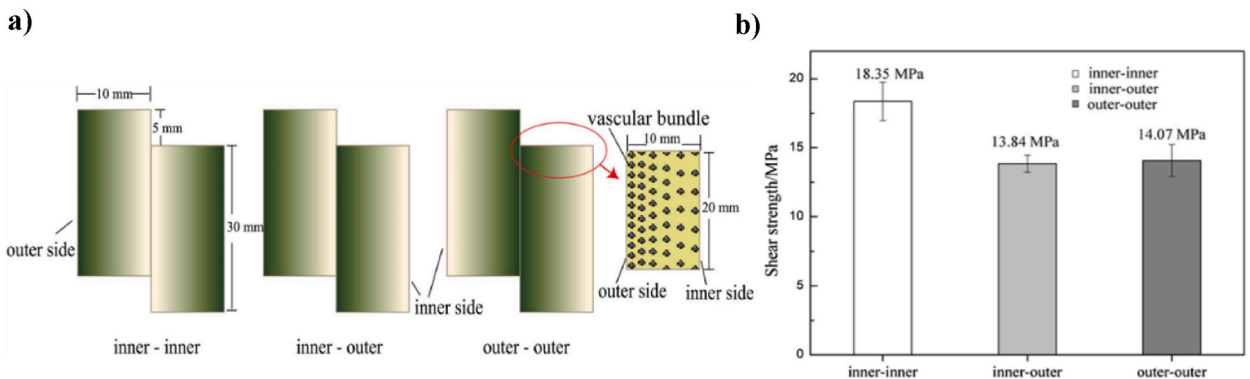 a)
10 mm
5 mm
30 mm
outer side
inner side
vascular bundle
10 mm
20 mm
outer side
inner side
inner - inner
inner - outer
outer - outer
b)
Shear strength/MPa
20
15
10
5
0
18.35 MPa
13.84 MPa
14.07 MPa
inner-inner
inner-outer
outer-outer
inner-inner
inner-outer
outer-outer